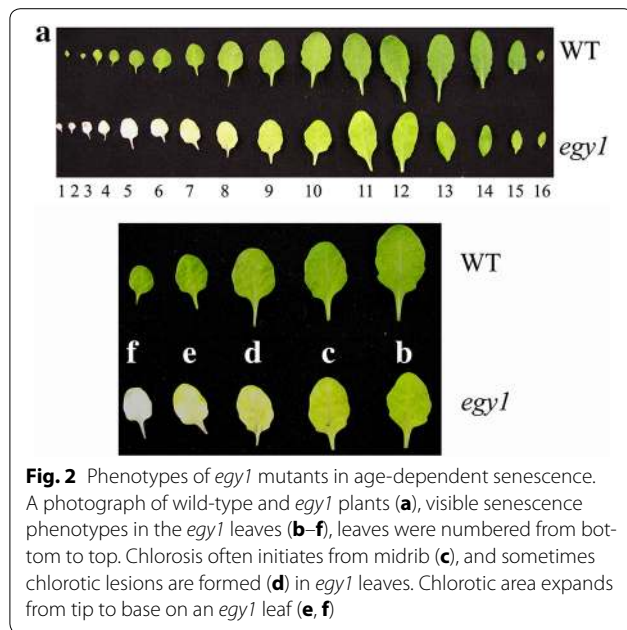 a
WT
egy1
1 2 3 4 5 6 7 8 9 10 11 12 13 14 15 16
WT
f e d c b
egy1
Fig. 2 Phenotypes of egy1 mutants in age-dependent senescence.
A photograph of wild-type and egy1 plants (a), visible senescence
phenotypes in the egy1 leaves (b–f), leaves were numbered from bot-
tom to top. Chlorosis often initiates from midrib (c), and sometimes
chlorotic lesions are formed (d) in egy1 leaves. Chlorotic area expands
from tip to base on an egy1 leaf (e, f)